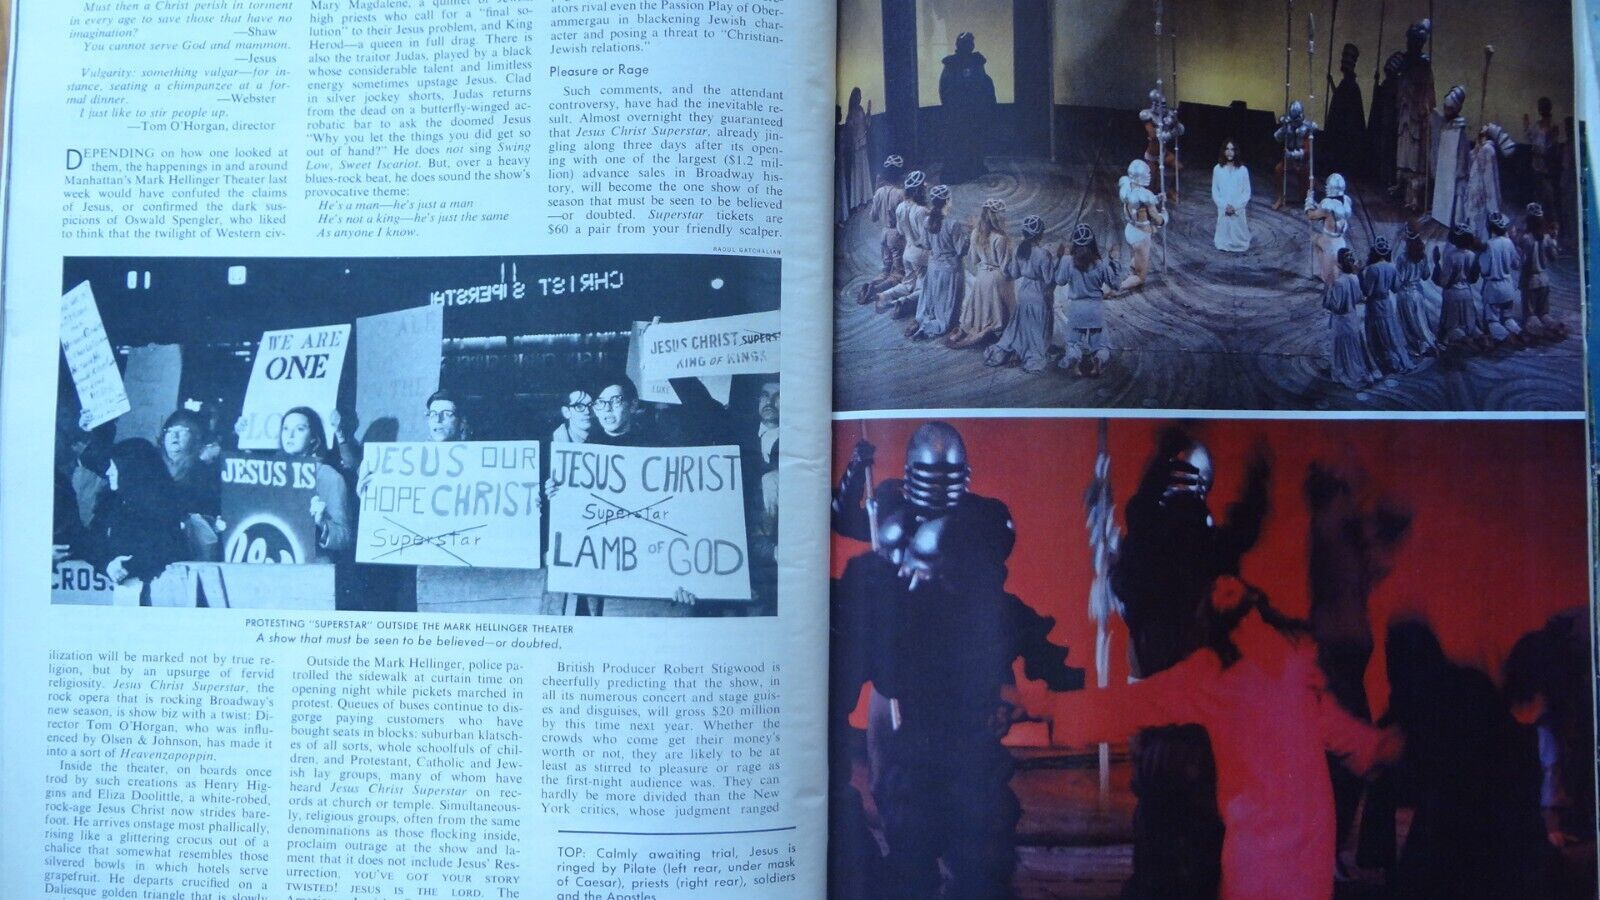 Must then a Christ perish in torment
in every age to save those that have no
imagination? —Shaw
You cannot serve God and mammon.
—Jesus
Vulgarity: something vulgar—for in-
stance, seating a chimpanzee at a for-
mal dinner. —Webster
I just like to stir people up.
—Tom O'Horgan, director
DEPENDING on how one looked at
them, the happenings in and around
Manhattan's Mark Hellinger Theater last
week would have confuted the claims
of Jesus, or confirmed the dark sus-
picions of Oswald Spengler, who liked
to think that the twilight of Western civ-
Mary Magdalene, a quintet of Jewish
high priests who call for a "final so-
lution" to their Jesus problem, and King
Herod—a queen in full drag. There is
also the traitor Judas, played by a black
whose considerable talent and limitless
energy sometimes upstage Jesus. Clad
in silver jockey shorts, Judas returns
from the dead on a butterfly-winged ac-
robatic bar to ask the doomed Jesus
"Why you let the things you did get so
out of hand?" He does not sing Swing
Low, Sweet Iscariot. But, over a heavy
blues-rock beat, he does sound the show's
provocative theme:
He's a man—he's just a man
He's not a king—he's just the same
As anyone I know.
ators rival even the Passion Play of Ober-
ammergau in blackening Jewish char-
acter and posing a threat to "Christian-
Jewish relations."
Pleasure or Rage
Such comments, and the attendant
controversy, have had the inevitable re-
sult. Almost overnight they guaranteed
that Jesus Christ Superstar, already jin-
gling along three days after its open-
ing with one of the largest ($1.2 mil-
lion) advance sales in Broadway his-
tory, will become the one show of the
season that must be seen to be believed
—or doubted. Superstar tickets are
$60 a pair from your friendly scalper.
RAOUL GATCHALIAN
CHRIST SUPERSTAR
WE ARE
ONE
JESUS CHRIST SUPERS
KING OF KINGS
LUKE
JESUS IS
JESUS OUR
HOPE CHRIST
Superstar
JESUS CHRIST
Superstar
LAMB OF GOD
CROSS
PROTESTING "SUPERSTAR" OUTSIDE THE MARK HELLINGER THEATER
A show that must be seen to be believed—or doubted.
ilization will be marked not by true re-
ligion, but by an upsurge of fervid
religiosity. Jesus Christ Superstar, the
rock opera that is rocking Broadway's
new season, is show biz with a twist: Di-
rector Tom O'Horgan, who was influ-
enced by Olsen & Johnson, has made it
into a sort of Heavenzapoppin.
Inside the theater, on boards once
trod by such creations as Henry Hig-
gins and Eliza Doolittle, a white-robed,
rock-age Jesus Christ now strides bare-
foot. He arrives onstage most phallically,
rising like a glittering crocus out of a
chalice that somewhat resembles those
silvered bowls in which hotels serve
grapefruit. He departs crucified on a
Daliesque golden triangle that is slowly
Outside the Mark Hellinger, police pa-
trolled the sidewalk at curtain time on
opening night while pickets marched in
protest. Queues of buses continue to dis-
gorge paying customers who have
bought seats in blocks: suburban klatsch-
es of all sorts, whole schoolfuls of chil-
dren, and Protestant, Catholic and Jew-
ish lay groups, many of whom have
heard Jesus Christ Superstar on rec-
ords at church or temple. Simultaneous-
ly, religious groups, often from the same
denominations as those flocking inside,
proclaim outrage at the show and la-
ment that it does not include Jesus' Res-
urrection. YOU'VE GOT YOUR STORY
TWISTED! JESUS IS THE LORD. The
British Producer Robert Stigwood is
cheerfully predicting that the show, in
all its numerous concert and stage guis-
es and disguises, will gross $20 million
by this time next year. Whether the
crowds who come get their money's
worth or not, they are likely to be at
least as stirred to pleasure or rage as
the first-night audience was. They can
hardly be more divided than the New
York critics, whose judgment ranged
TOP: Calmly awaiting trial, Jesus is
ringed by Pilate (left rear, under mask
of Caesar), priests (right rear), soldiers
and the Apostles